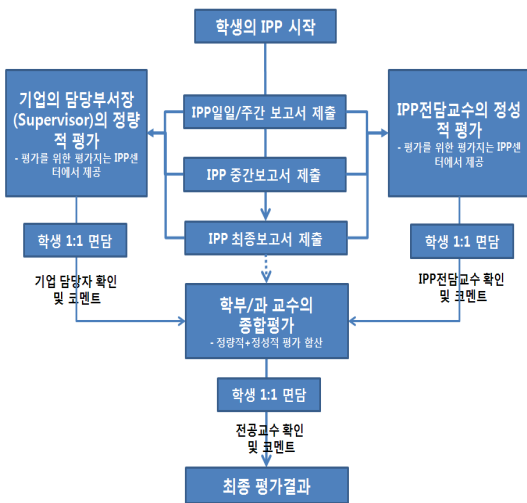 학생의 IPP 시작
기업의 담당부서장
(Supervisor)의 정량
적 평가
- 평가를 위한 평가지는 IPP센
터에서 제공
IPP일일/주간 보고서 제출
IPP 중간보고서 제출
IPP 최종보고서 제출
IPP전담교수의 정성
적 평가
- 평가를 위한 평가지는 IPP센
터에서 제공
학생 1:1 면담
학생 1:1 면담
기업 담당자 확인
및 코멘트
IPP전담교수 확인
및 코멘트
학부/과 교수의
종합평가
- 정량적+정성적 평가 합산
학생 1:1 면담
전공교수 확인
및 코멘트
최종 평가결과